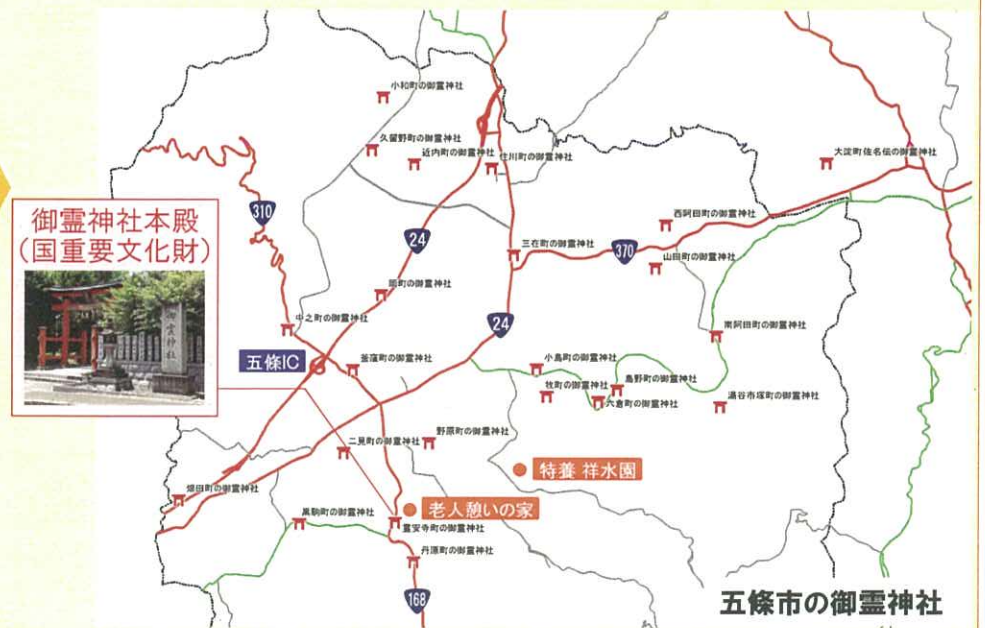 小和町の御霊神社
久留野町の御霊神社
近内町の御霊神社
住川町の御霊神社
大淀町佐名伝の御霊神社
御霊神社本殿
(国重要文化財)
御霊神社
310
24
西阿田町の御霊神社
三在町の御霊神社
370
山田町の御霊神社
岡町の御霊神社
中之町の御霊神社
24
南阿田町の御霊神社
五條IC
釜窪町の御霊神社
小島町の御霊神社
島野町の御霊神社
牧町の御霊神社
六倉町の御霊神社
湯谷市塚町の御霊神社
二見町の御霊神社
野原町の御霊神社
特養 祥水園
畑田町の御霊神社
老人憩いの家
黒駒町の御霊神社
霊安寺町の御霊神社
丹原町の御霊神社
168
五條市の御霊神社